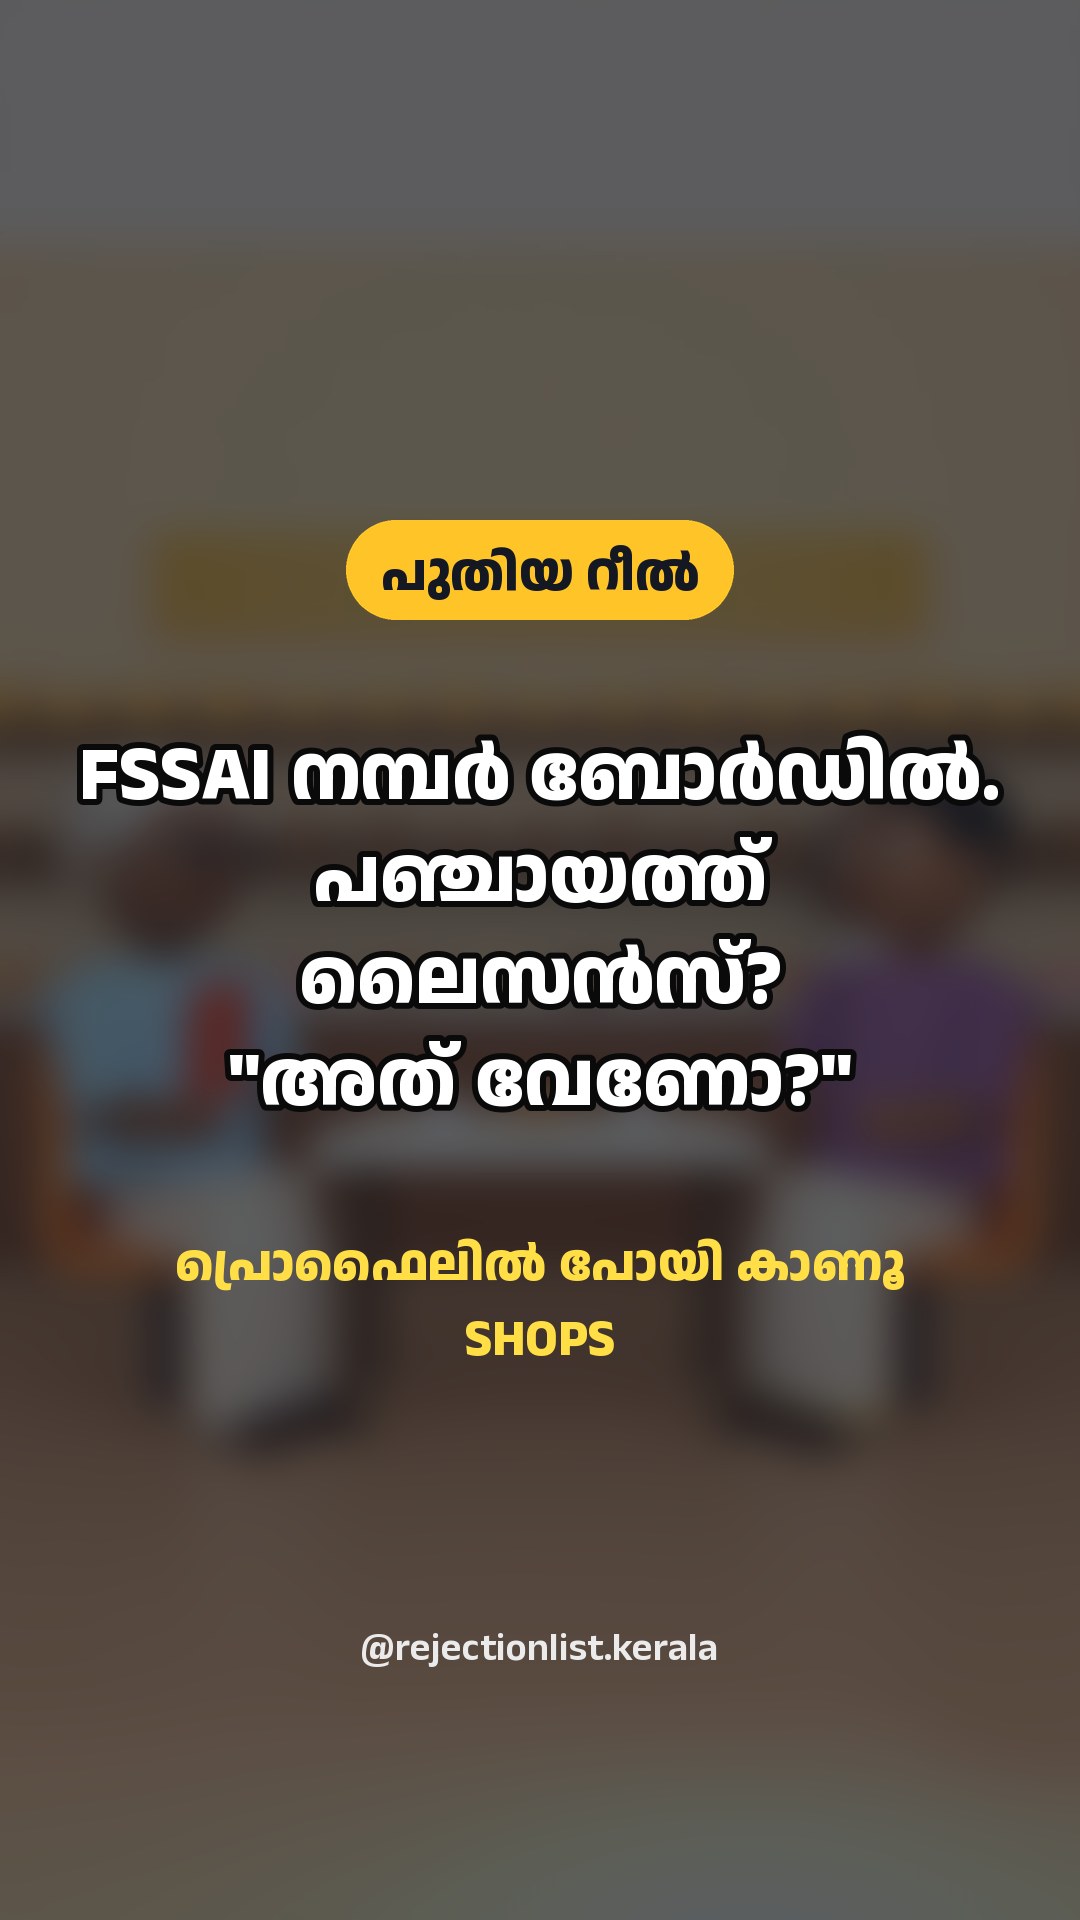 പുതിയ റീൽ
FSSAI നമ്പർ ബോർഡിൽ.
പഞ്ചായത്ത്
ലൈസൻസ്?
"അത് വേണോ?"
പ്രൊഫൈലിൽ പോയി കാണൂ
SHOPS
@rejectionlist.kerala